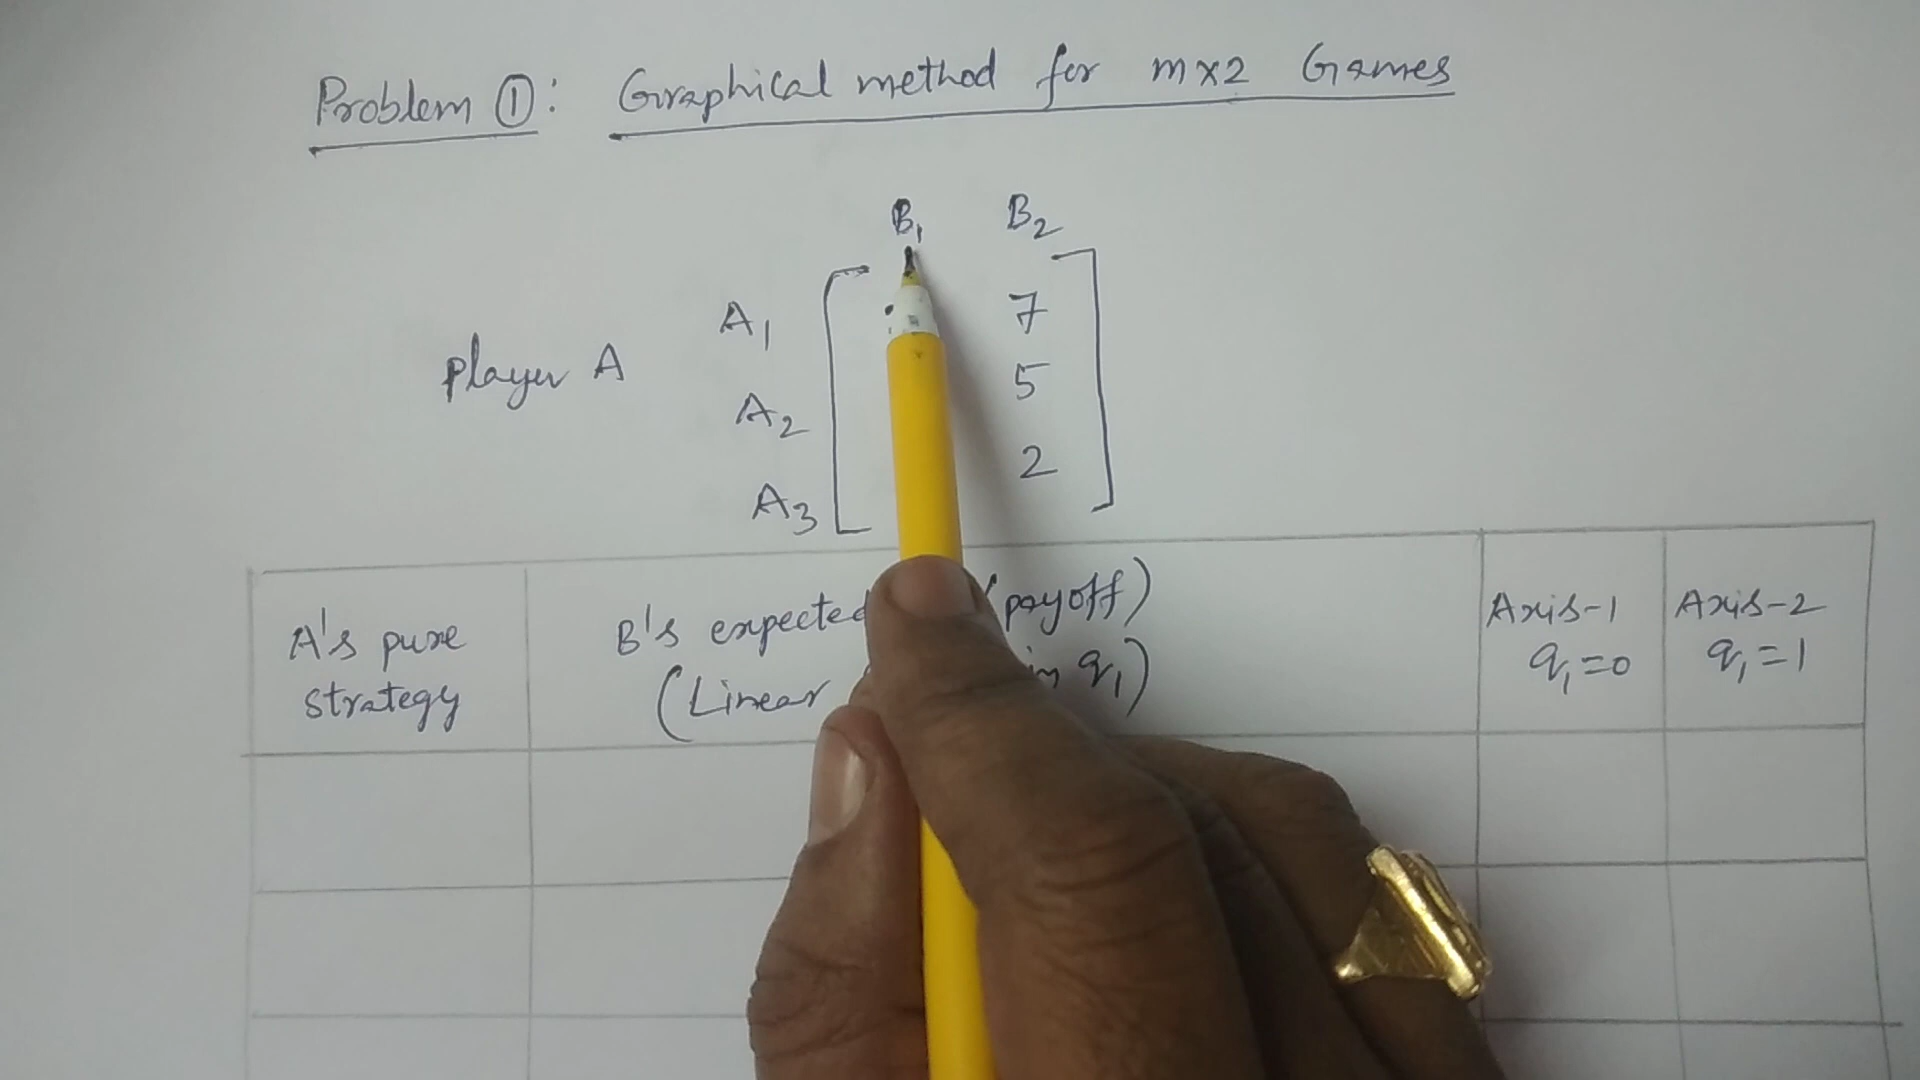 Problem ①: Graphical method for m×2 Games
B₁ B₂
A₁ 7
Player A
A₂ 5
A₃ 2
A's pure strategy
B's expected (payoff)
(Linear in q₁)
Axis-1
q₁=0
Axis-2
q₁=1